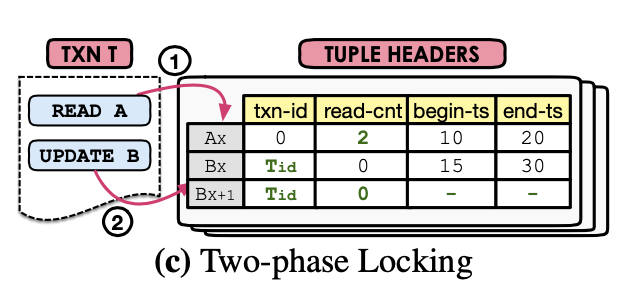 TXN T
TUPLE HEADERS
1
READ A
UPDATE B
2
txn-id read-cnt begin-ts end-ts
Ax 0 2 10 20
Bx Tid 0 15 30
Bx+1 Tid 0 – –
(c) Two-phase Locking